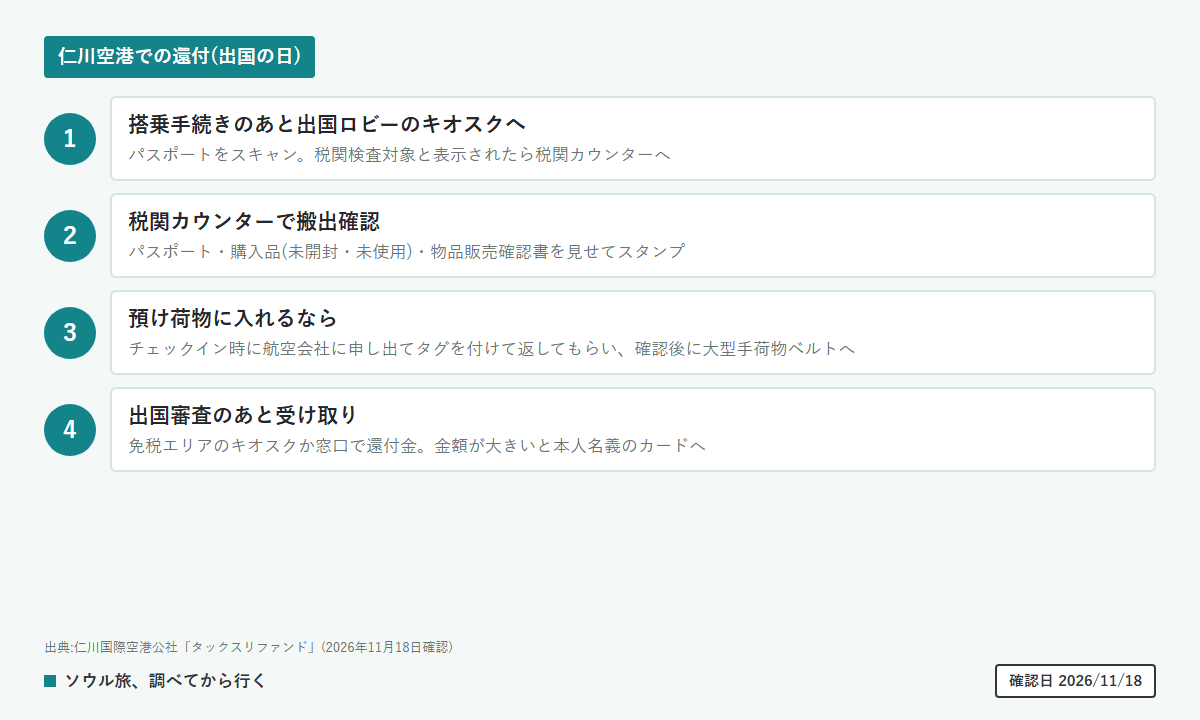 仁川空港での還付(出国の日)
1
搭乗手続きのあと出国ロビーのキオスクへ
パスポートをスキャン。税関検査対象と表示されたら税関カウンターへ
2
税関カウンターで搬出確認
パスポート・購入品(未開封・未使用)・物品販売確認書を見せてスタンプ
3
預け荷物に入れるなら
チェックイン時に航空会社に申し出てタグを付けて返してもらい、確認後に大型手荷物ベルトへ
4
出国審査のあと受け取り
免税エリアのキオスクか窓口で還付金。金額が大きいと本人名義のカードへ
出典:仁川国際空港公社「タックスリファンド」(2026年11月18日確認)
ソウル旅、調べてから行く
確認日 2026/11/18